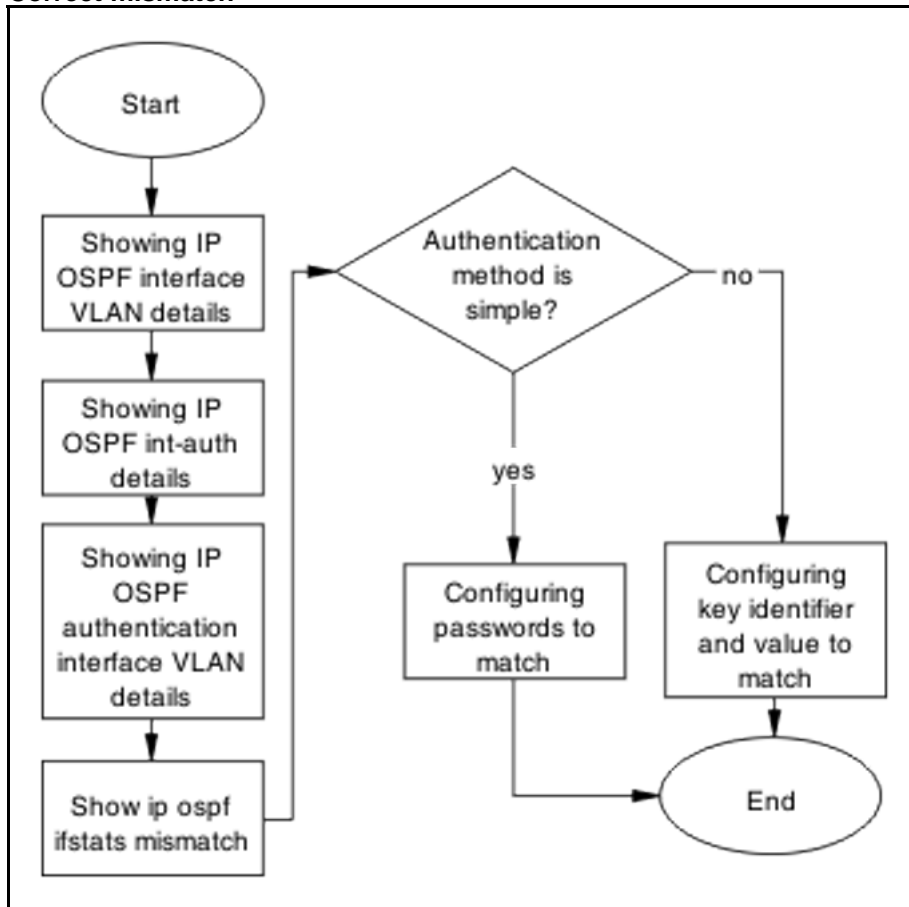 Correct mismatch
Start
Showing IP
OSPF interface
VLAN details
Showing IP
OSPF int-auth
details
Showing IP
OSPF
authentication
interface VLAN
details
Show ip ospf
ifstats mismatch
Authentication
method is
simple?
no
yes
Configuring
passwords to
match
Configuring
key identifier
and value to
match
End